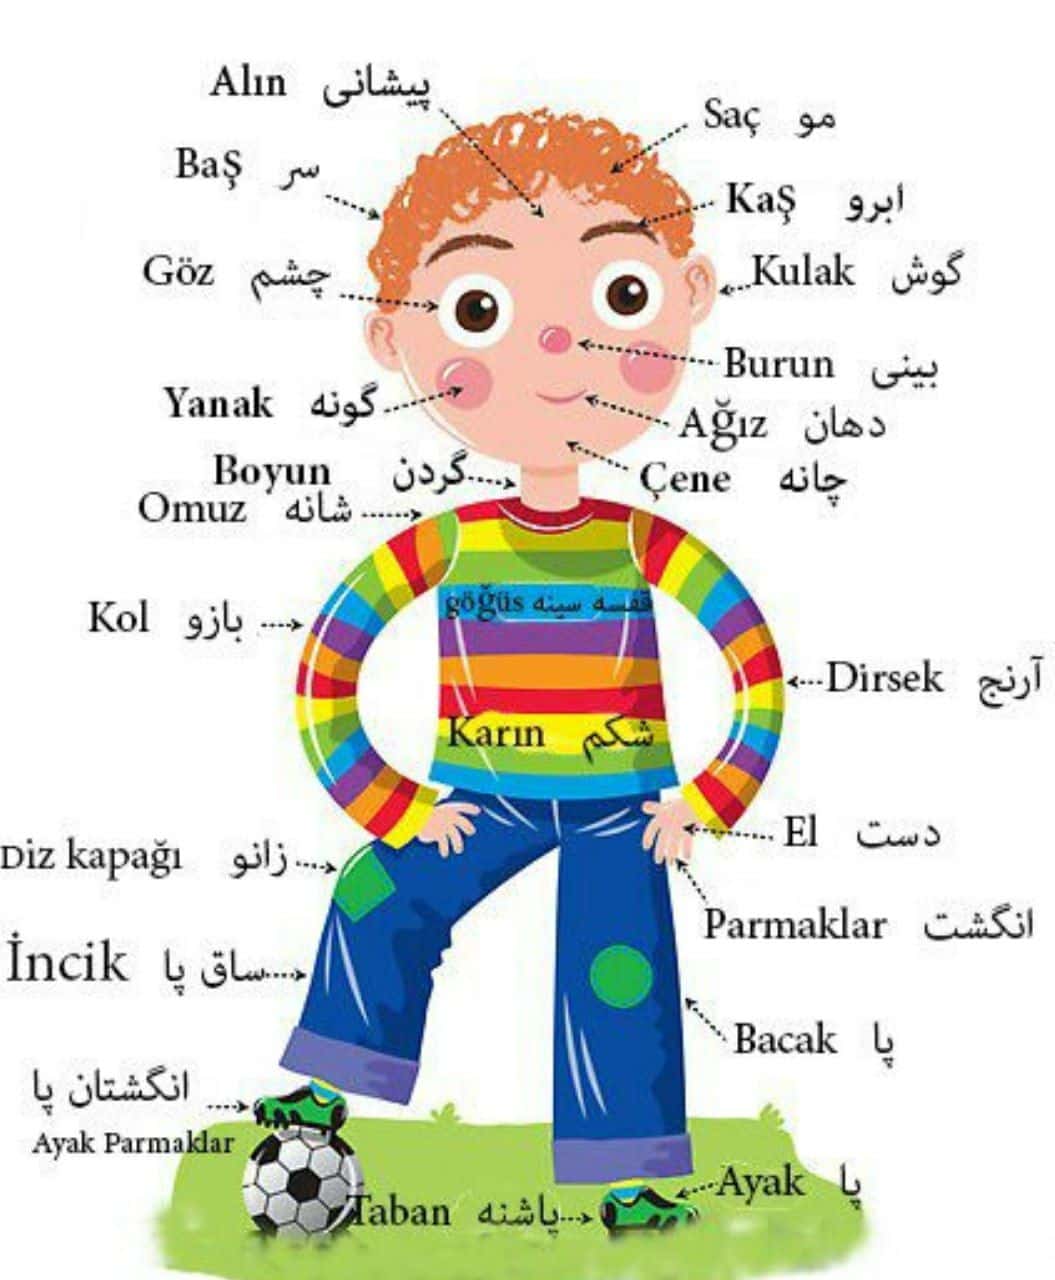 Alın پیشانی
Saç مو
Baş سر
Kaş ابرو
Göz چشم
Kulak گوش
Burun بینی
Yanak گونه
Ağız دهان
Boyun گردن
Çene چانه
Omuz شانه
göğüs قفسه سینه
Kol بازو
Dirsek آرنج
Karın شکم
El دست
Diz kapağı زانو
Parmaklar انگشت
İncik ساق پا
Bacak پا
انگشتان پا
Ayak Parmaklar
Ayak پا
Taban پاشنه